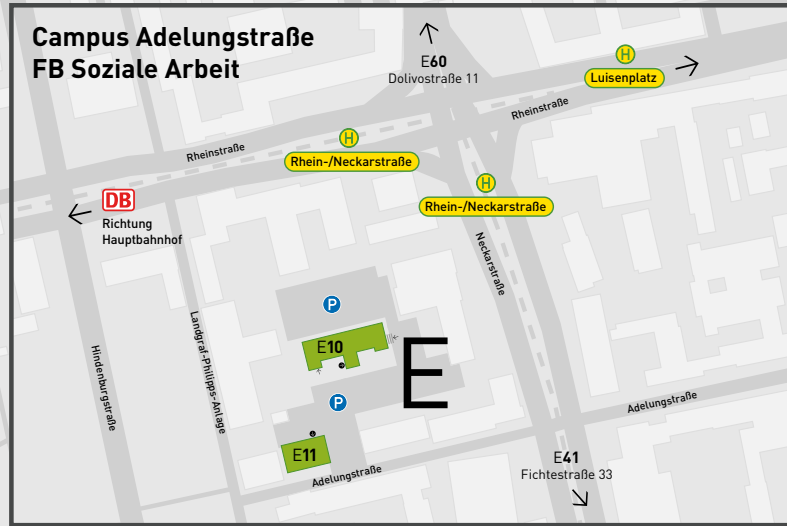 Campus Adelungstraße
FB Soziale Arbeit
E60
Dolivostraße 11
H
Luisenplatz
Rheinstraße
H
Rhein-/Neckarstraße
Rheinstraße
H
Rhein-/Neckarstraße
DB
Richtung
Hauptbahnhof
Neckarstraße
Hindenburgstraße
Landgraf-Philipps-Anlage
P
E10
E
P
E11
Adelungstraße
Adelungstraße
E41
Fichtestraße 33